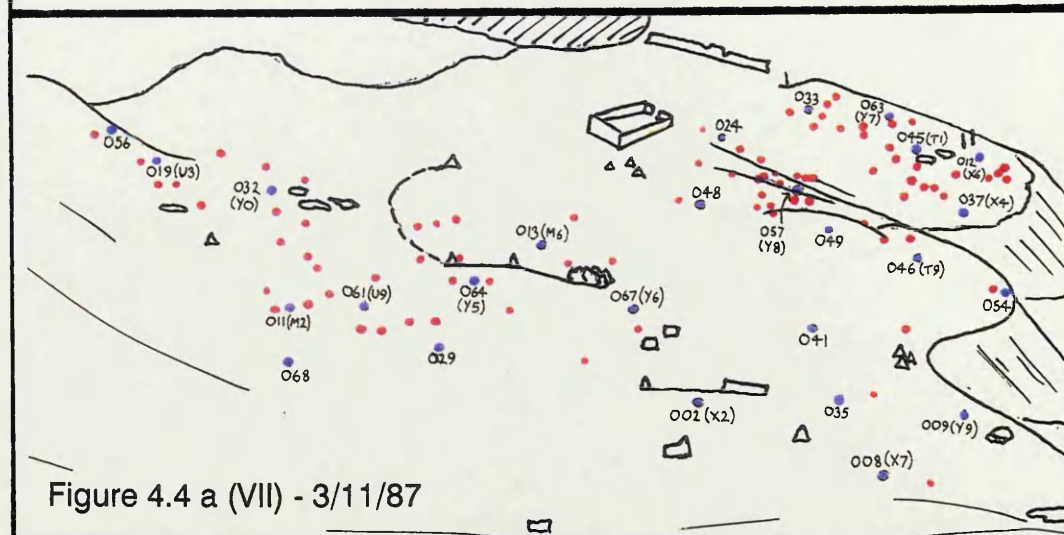 056
019(U3)
032
(Y0)
011(M2)
068
061(U9)
029
064
(Y5)
013(M6)
067(Y6)
002(X2)
048
024
033
063
(Y7)
045(T1)
012
(X6)
037(X4)
057
(Y8)
049
046(T9)
054
041
035
009(Y9)
008(X7)
Figure 4.4 a (VII) - 3/11/87